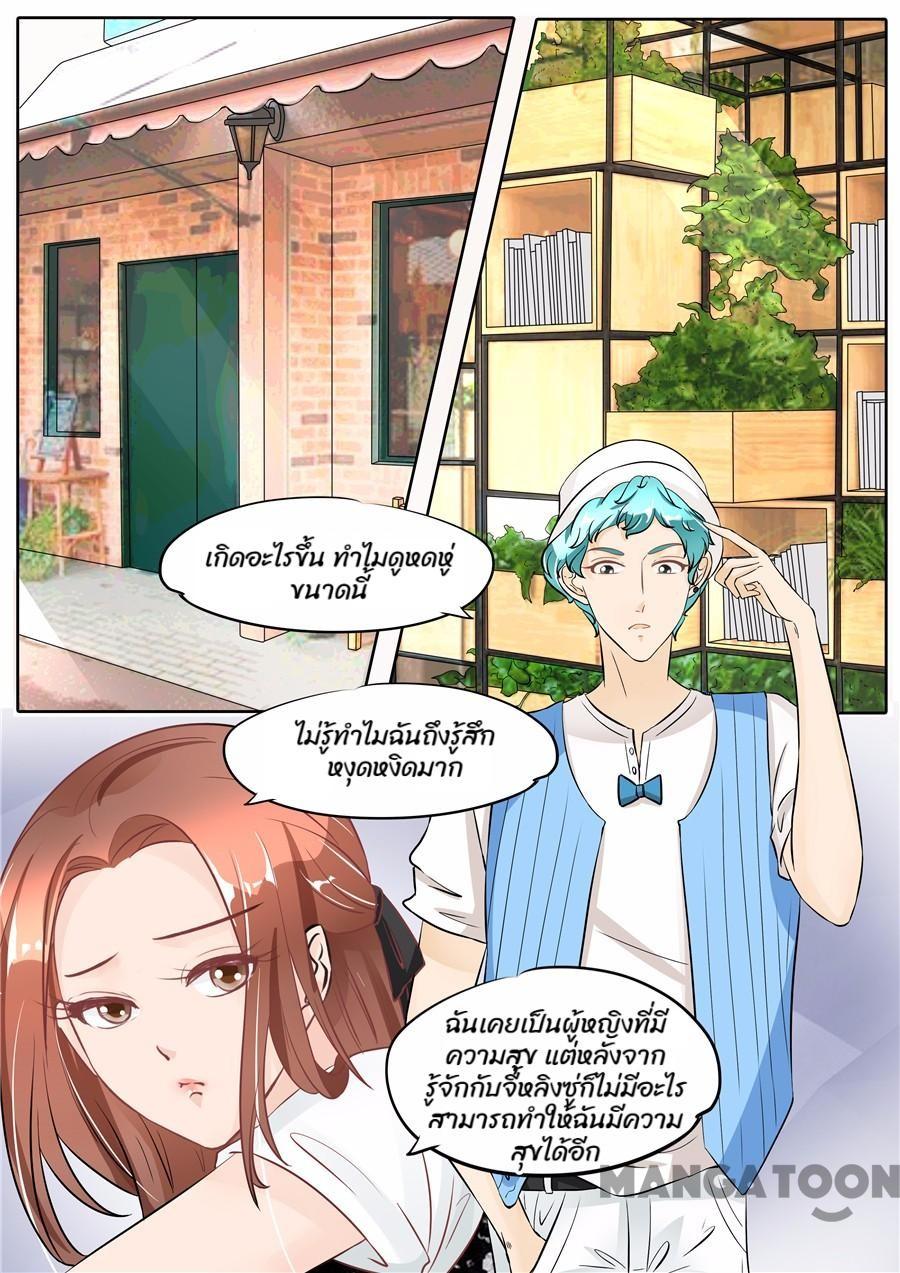 เกิดอะไรขึ้น ทำไมดูหดหู่
ขนาดนี้
ไม่รู้ทำไมฉันถึงรู้สึก
หงุดหงิดมาก
ฉันเคยเป็นผู้หญิงที่มี
ความสุข แต่หลังจาก
รู้จักกับจี้หลิงซู่ก็ไม่มีอะไร
สามารถทำให้ฉันมีความ
สุขได้อีก
MANGATOON